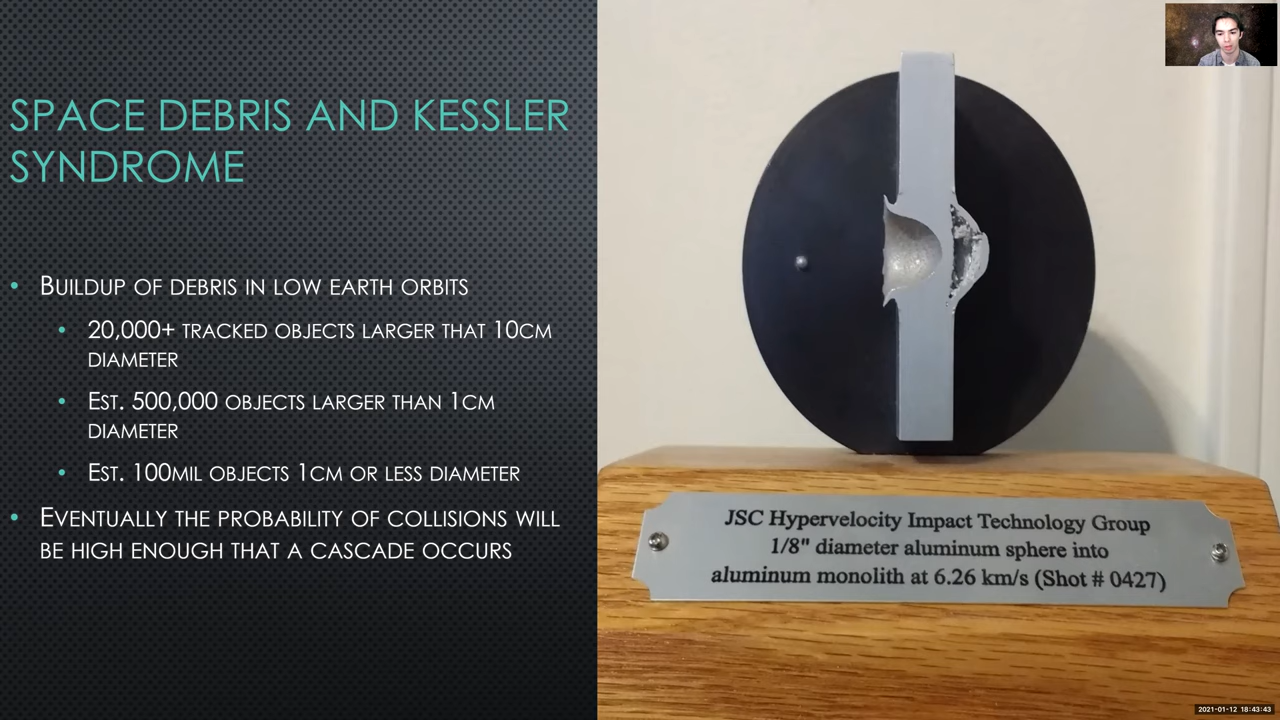 SPACE DEBRIS AND KESSLER
SYNDROME
• BUILDUP OF DEBRIS IN LOW EARTH ORBITS
• 20,000+ TRACKED OBJECTS LARGER THAT 10CM
DIAMETER
• EST. 500,000 OBJECTS LARGER THAN 1CM
DIAMETER
• EST. 100MIL OBJECTS 1CM OR LESS DIAMETER
• EVENTUALLY THE PROBABILITY OF COLLISIONS WILL
BE HIGH ENOUGH THAT A CASCADE OCCURS
JSC Hypervelocity Impact Technology Group
1/8" diameter aluminum sphere into
aluminum monolith at 6.26 km/s (Shot # 0427)
2021-01-12 18:43:43